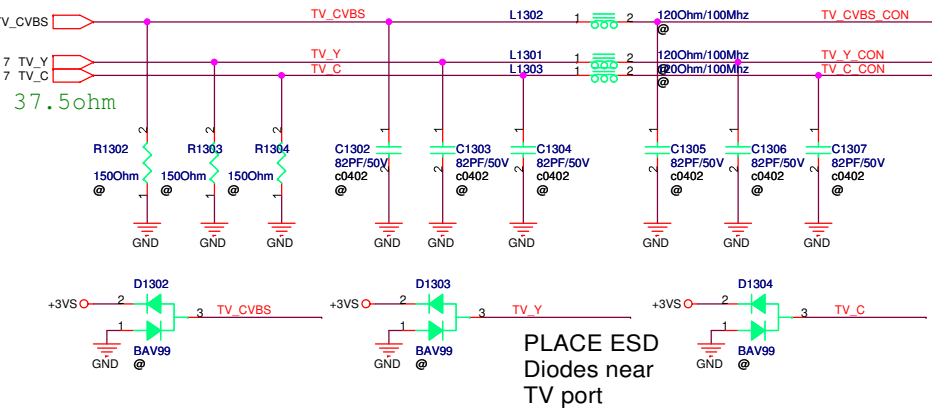 TV_CVBS TV_CVBS L1302 1 2 120Ohm/100Mhz TV_CVBS_CON
@
7 TV_Y TV_Y L1301 1 2 120Ohm/100Mhz TV_Y_CON
@
7 TV_C TV_C L1303 1 2 120Ohm/100Mhz TV_C_CON
@
37.5ohm
2 2 2 1 1 1 1 1 1
R1302 R1303 R1304 C1302 C1303 C1304 C1305 C1306 C1307
82PF/50V 82PF/50V 82PF/50V 82PF/50V 82PF/50V 82PF/50V
150Ohm 150Ohm 150Ohm c0402 c0402 c0402 c0402 c0402 c0402
@ @ @ @ @ @ @ @ @
1 1 1 2 2 2 2 2 2
GND GND GND GND GND GND GND GND GND
D1302 D1303 D1304
+3VS 2 3 TV_CVBS +3VS 2 3 TV_Y +3VS 2 3 TV_C
1 1 1
GND BAV99 GND BAV99 GND BAV99
@ @ @
PLACE ESD
Diodes near
TV port